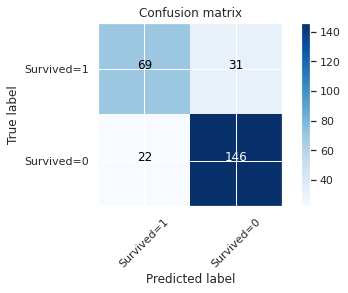 Confusion matrix
True label
Survived=1
69
31
Survived=0
22
146
Survived=1
Survived=0
Predicted label
140
120
100
80
60
40